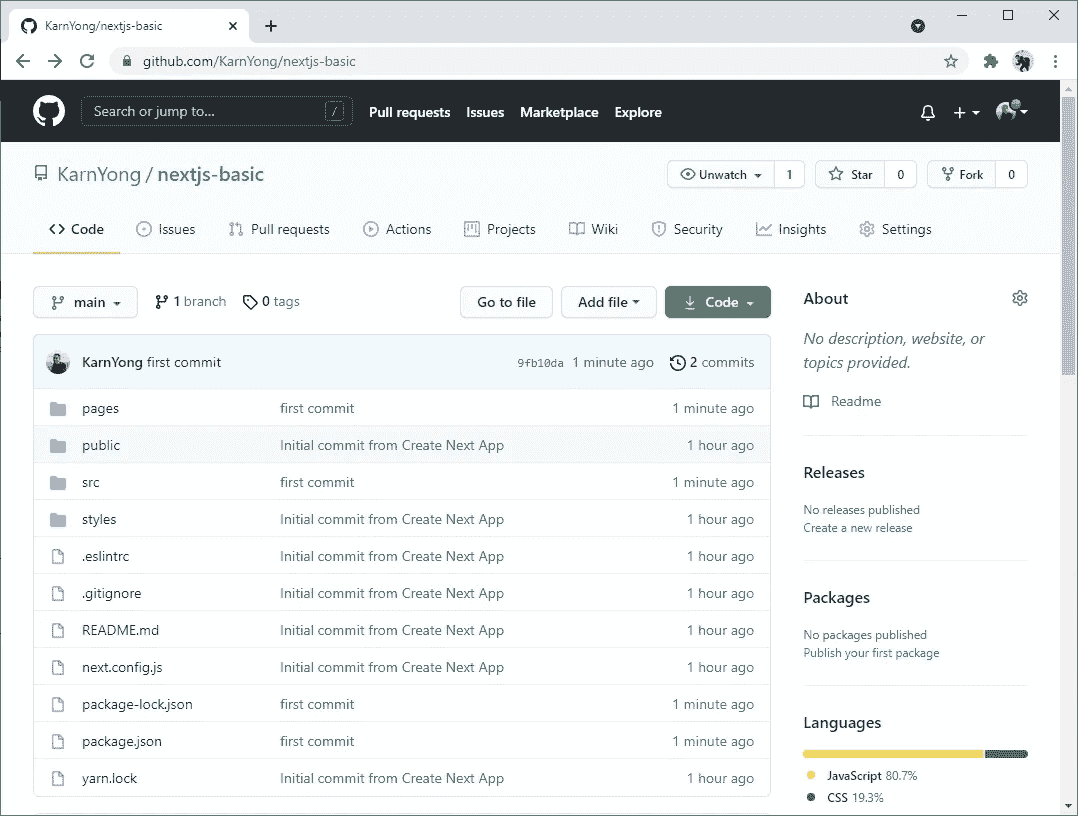 KarnYong/nextjs-basic
github.com/KarnYong/nextjs-basic
Search or jump to... / Pull requests Issues Marketplace Explore
KarnYong / nextjs-basic Unwatch 1 Star 0 Fork 0
Code Issues Pull requests Actions Projects Wiki Security Insights Settings
main 1 branch 0 tags Go to file Add file Code
KarnYong first commit 9fb10da 1 minute ago 2 commits
pages first commit 1 minute ago
public Initial commit from Create Next App 1 hour ago
src first commit 1 minute ago
styles Initial commit from Create Next App 1 hour ago
.eslintrc Initial commit from Create Next App 1 hour ago
.gitignore Initial commit from Create Next App 1 hour ago
README.md Initial commit from Create Next App 1 hour ago
next.config.js Initial commit from Create Next App 1 hour ago
package-lock.json first commit 1 minute ago
package.json first commit 1 minute ago
yarn.lock Initial commit from Create Next App 1 hour ago
About
No description, website, or
topics provided.
Readme
Releases
No releases published
Create a new release
Packages
No packages published
Publish your first package
Languages
JavaScript 80.7%
CSS 19.3%